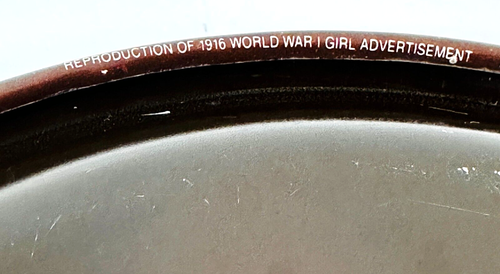 REPRODUCTION OF 1916 WORLD WAR I GIRL ADVERTISEMENT